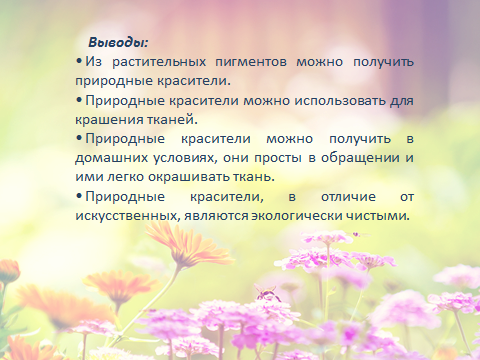 Выводы:
• Из растительных пигментов можно получить
природные красители.
• Природные красители можно использовать для
крашения тканей.
• Природные красители можно получить в
домашних условиях, они просты в обращении и
ими легко окрашивать ткань.
• Природные красители, в отличие от
искусственных, являются экологически чистыми.